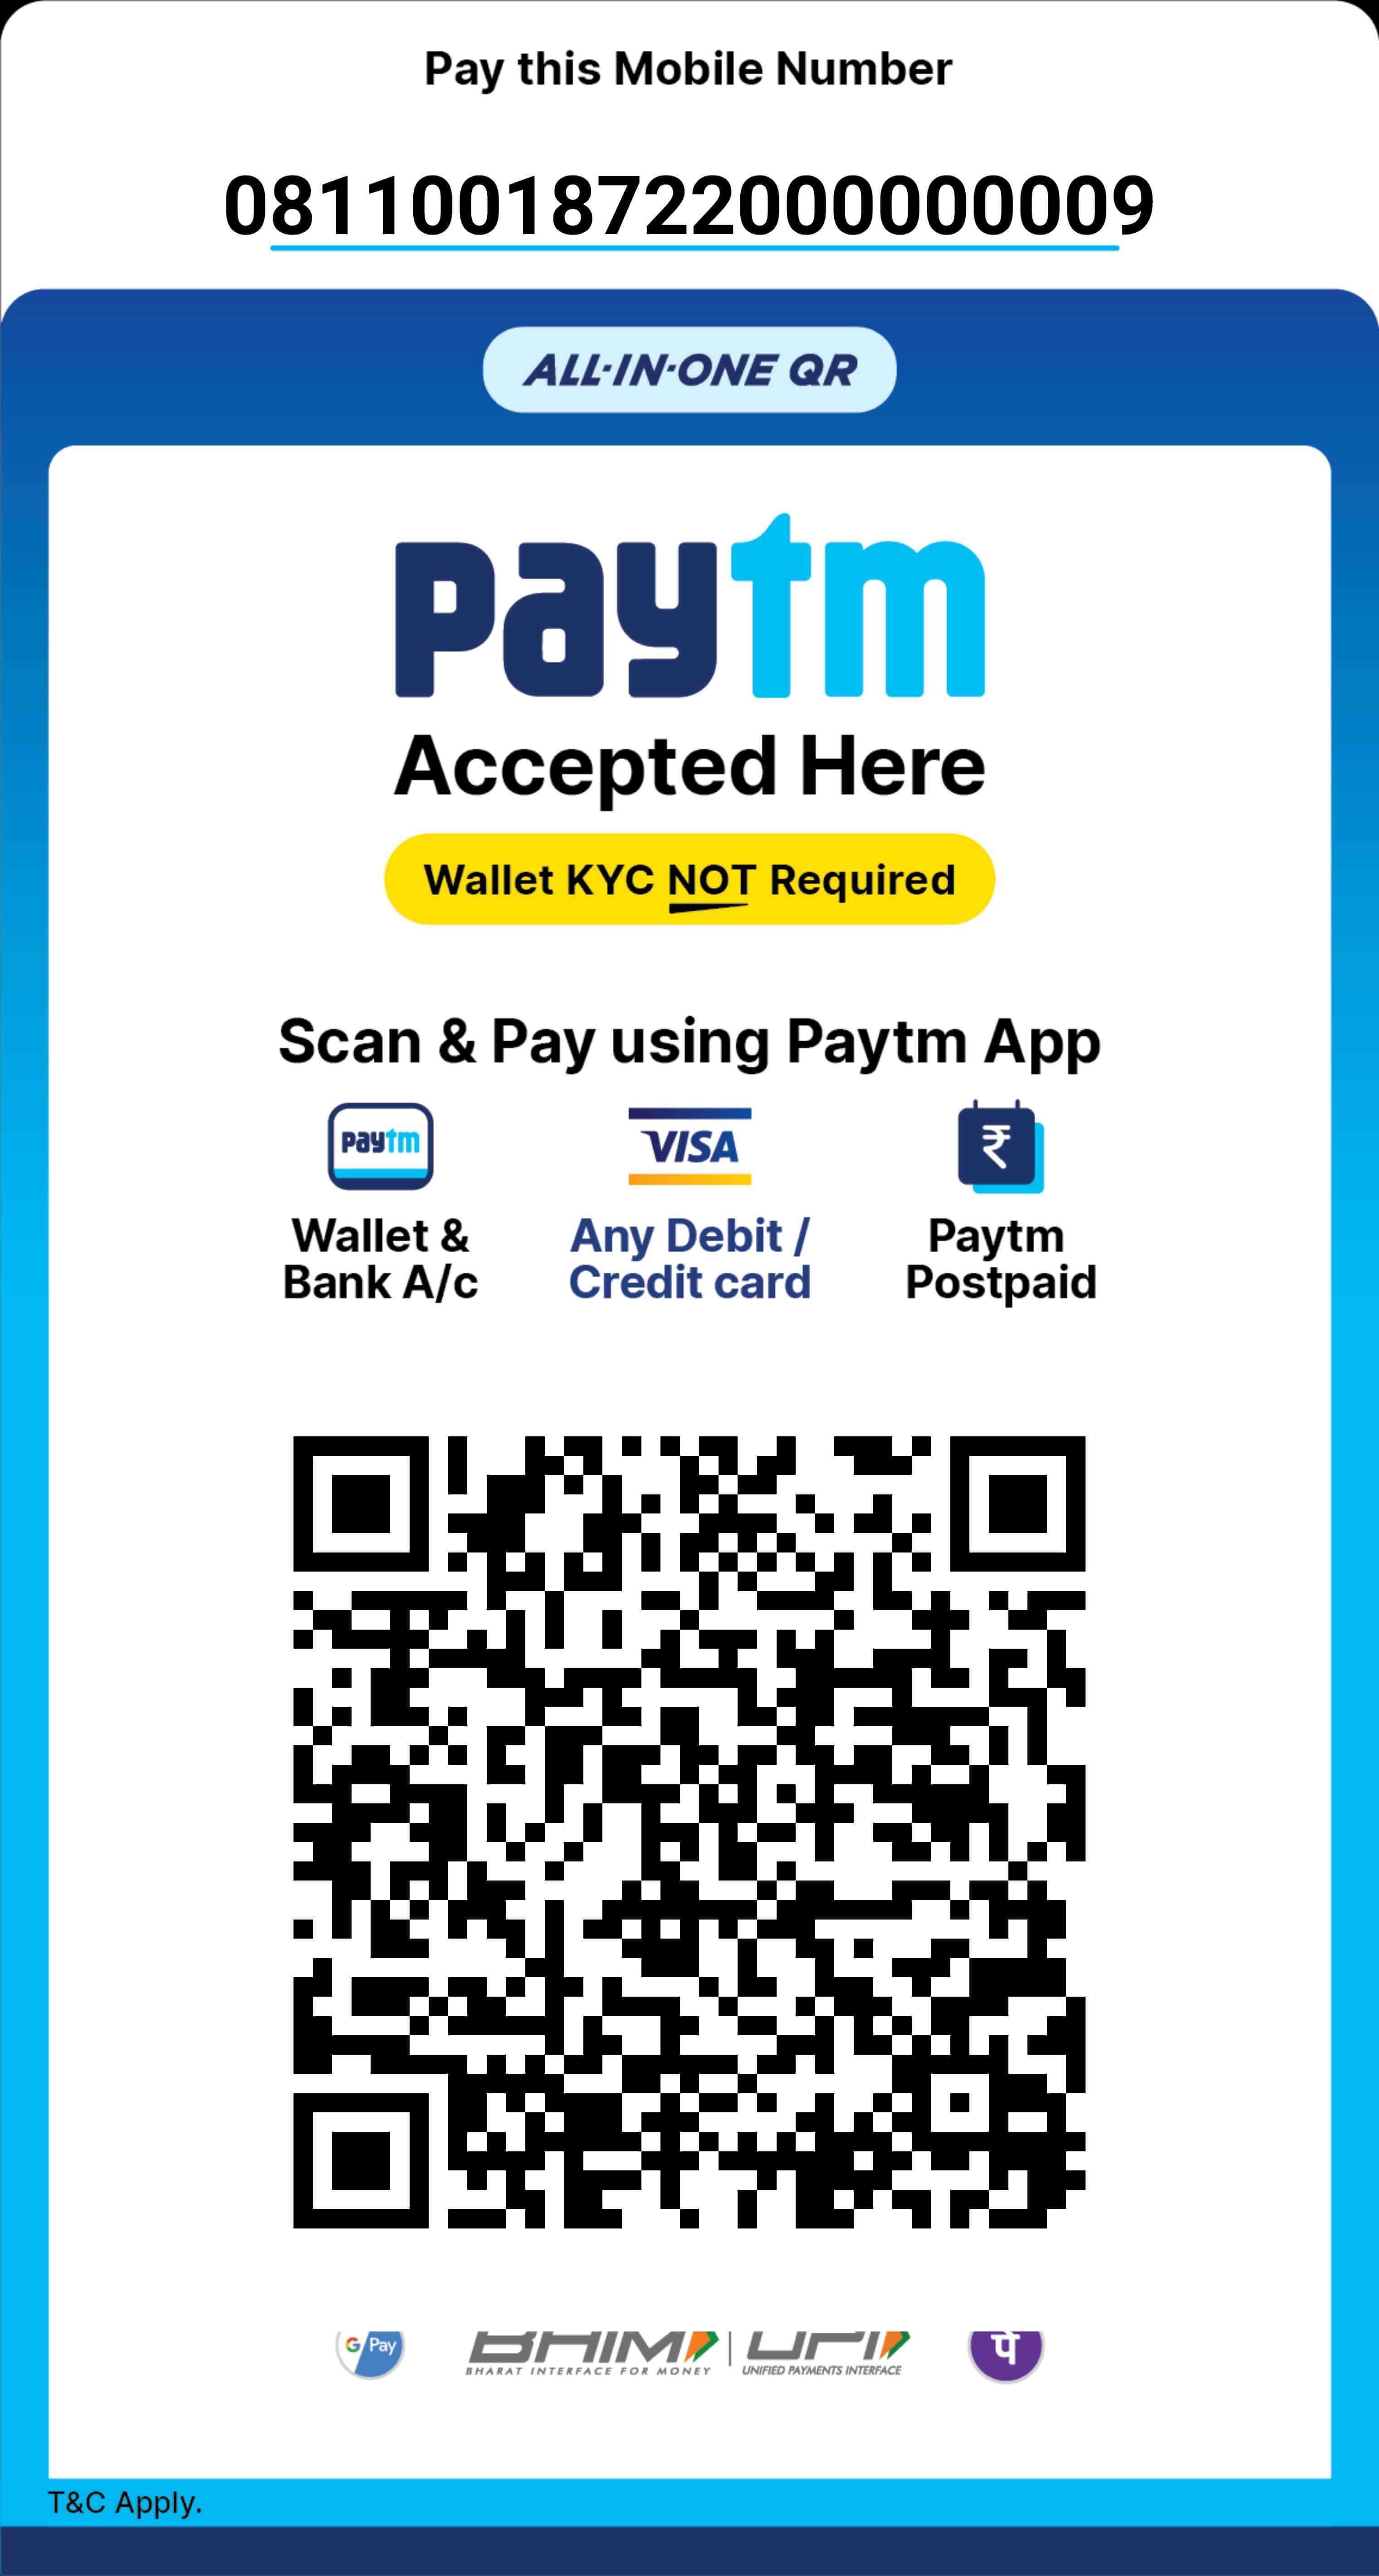 Pay this Mobile Number
08110018722000000009
ALL-IN-ONE QR
paytm
Accepted Here
Wallet KYC NOT Required
Scan & Pay using Paytm App
paytm VISA ₹
Wallet & Any Debit / Paytm
Bank A/c Credit card Postpaid
G Pay BHIM UPI पे
BHARAT INTERFACE FOR MONEY UNIFIED PAYMENTS INTERFACE
T&C Apply.